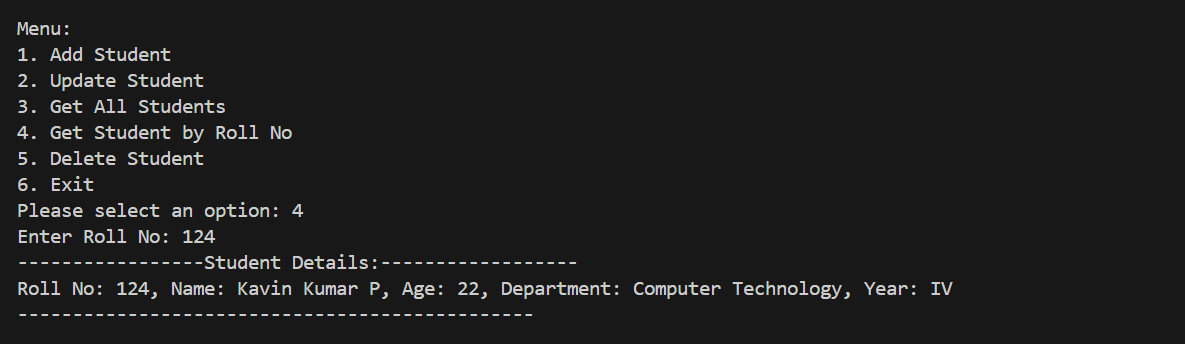 Menu:
1. Add Student
2. Update Student
3. Get All Students
4. Get Student by Roll No
5. Delete Student
6. Exit
Please select an option: 4
Enter Roll No: 124
-----------------Student Details:------------------
Roll No: 124, Name: Kavin Kumar P, Age: 22, Department: Computer Technology, Year: IV
-----------------------------------------------